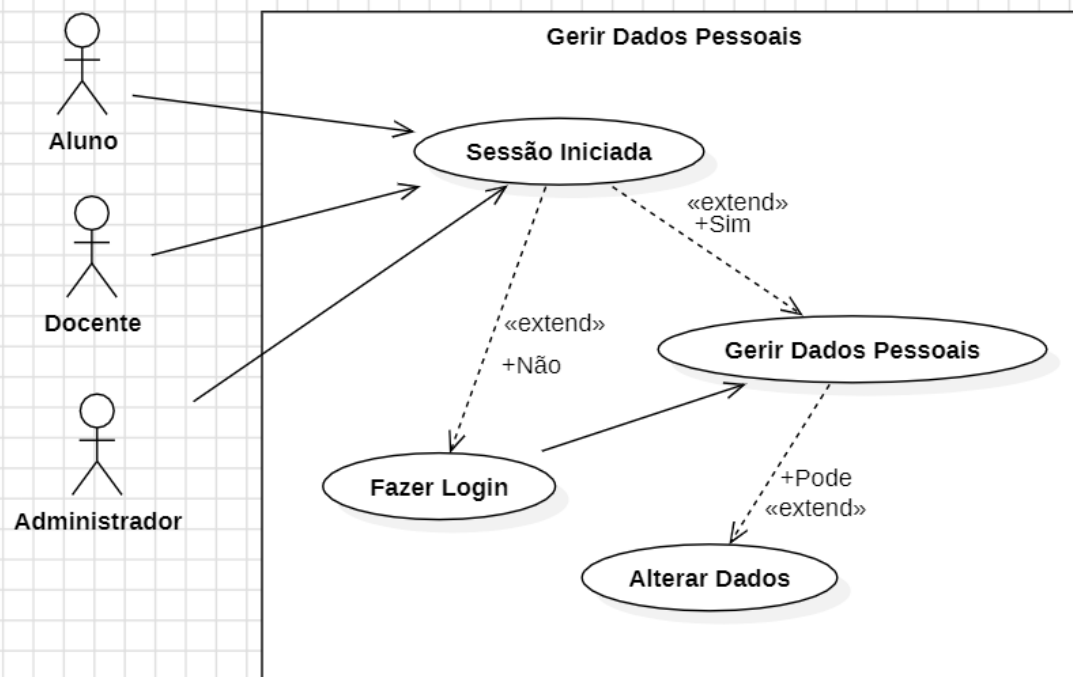 Gerir Dados Pessoais
Aluno
Sessão Iniciada
«extend»
+Sim
Docente
«extend»
+Não
Gerir Dados Pessoais
Fazer Login
+Pode
«extend»
Administrador
Alterar Dados